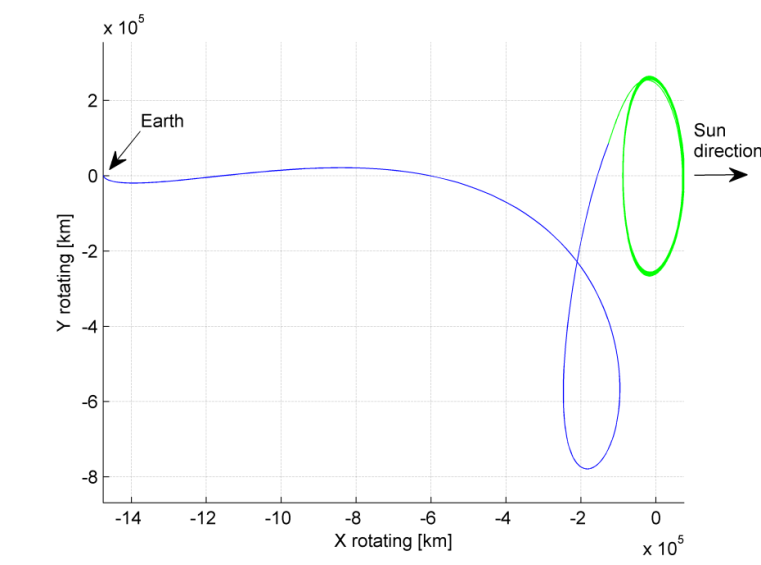 x 10^5
Earth
Sun
direction
2
0
-2
-4
-6
-8
Y rotating [km]
-14 -12 -10 -8 -6 -4 -2 0
X rotating [km]
x 10^5